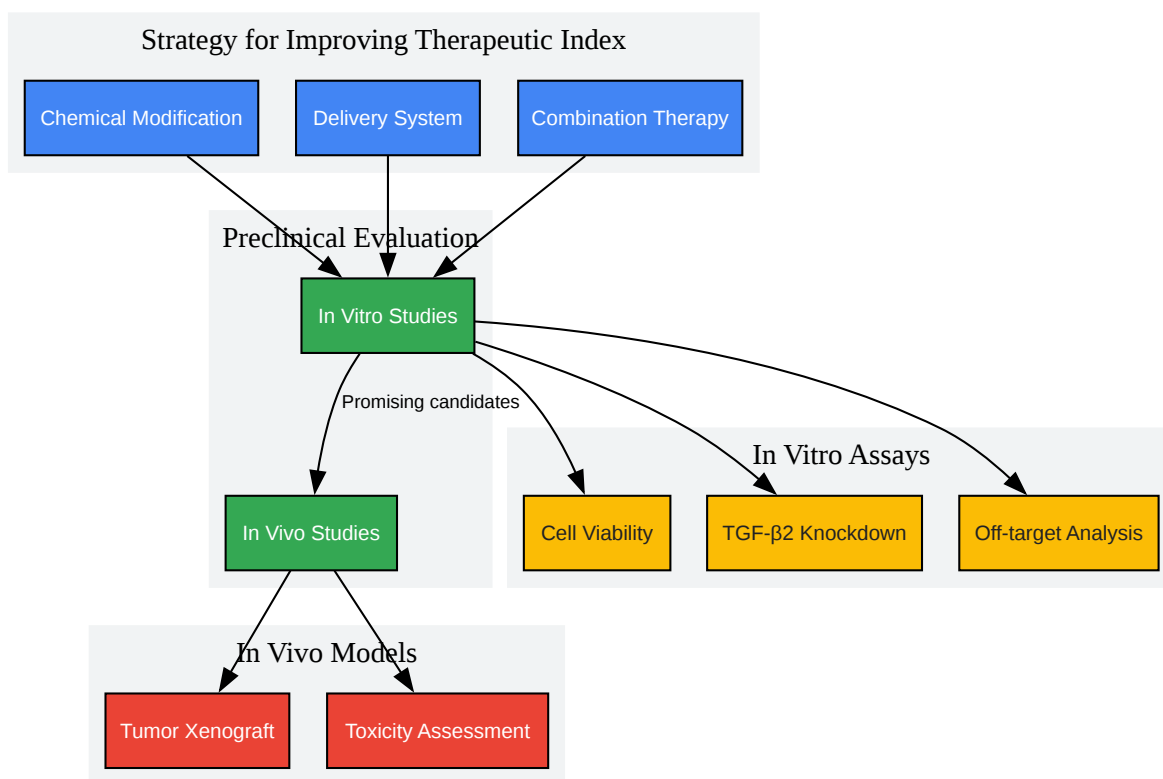 Strategy for Improving Therapeutic Index
Chemical Modification
Delivery System
Combination Therapy
Preclinical Evaluation
In Vitro Studies
Promising candidates
In Vitro Assays
In Vivo Studies
Cell Viability
TGF-β2 Knockdown
Off-target Analysis
In Vivo Models
Tumor Xenograft
Toxicity Assessment